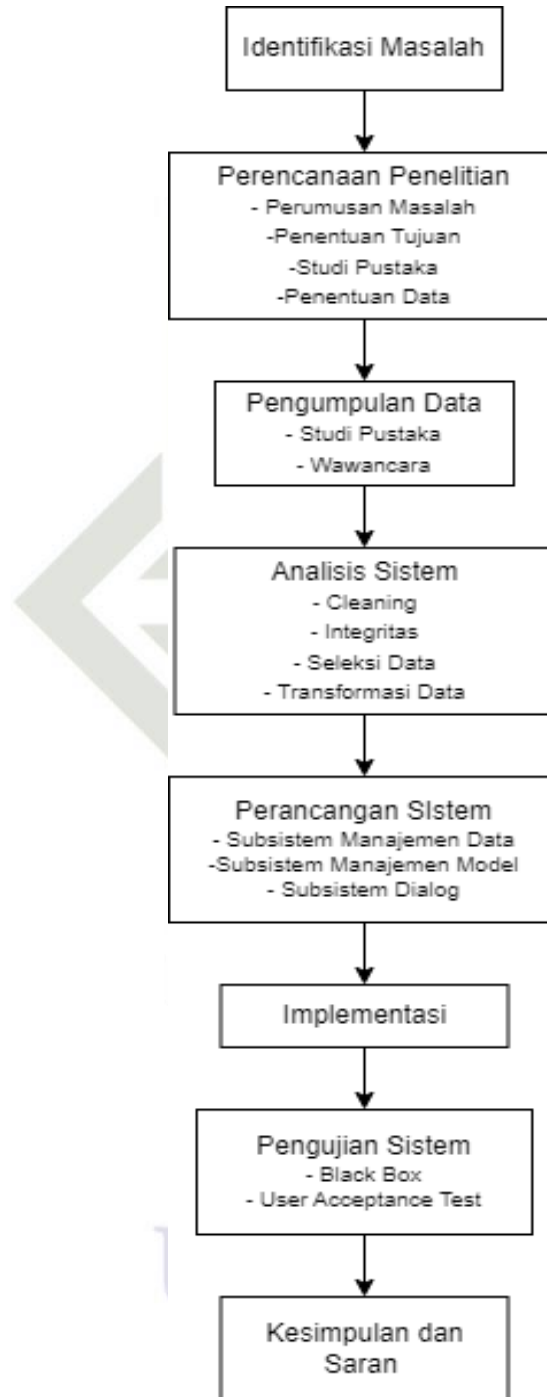 Identifikasi Masalah
Perencanaan Penelitian
- Perumusan Masalah
-Penentuan Tujuan
-Studi Pustaka
-Penentuan Data
Pengumpulan Data
- Studi Pustaka
- Wawancara
Analisis Sistem
- Cleaning
- Integritas
- Seleksi Data
- Transformasi Data
Perancangan SIstem
- Subsistem Manajemen Data
-Subsistem Manajemen Model
- Subsistem Dialog
Implementasi
Pengujian Sistem
- Black Box
- User Acceptance Test
Kesimpulan dan
Saran